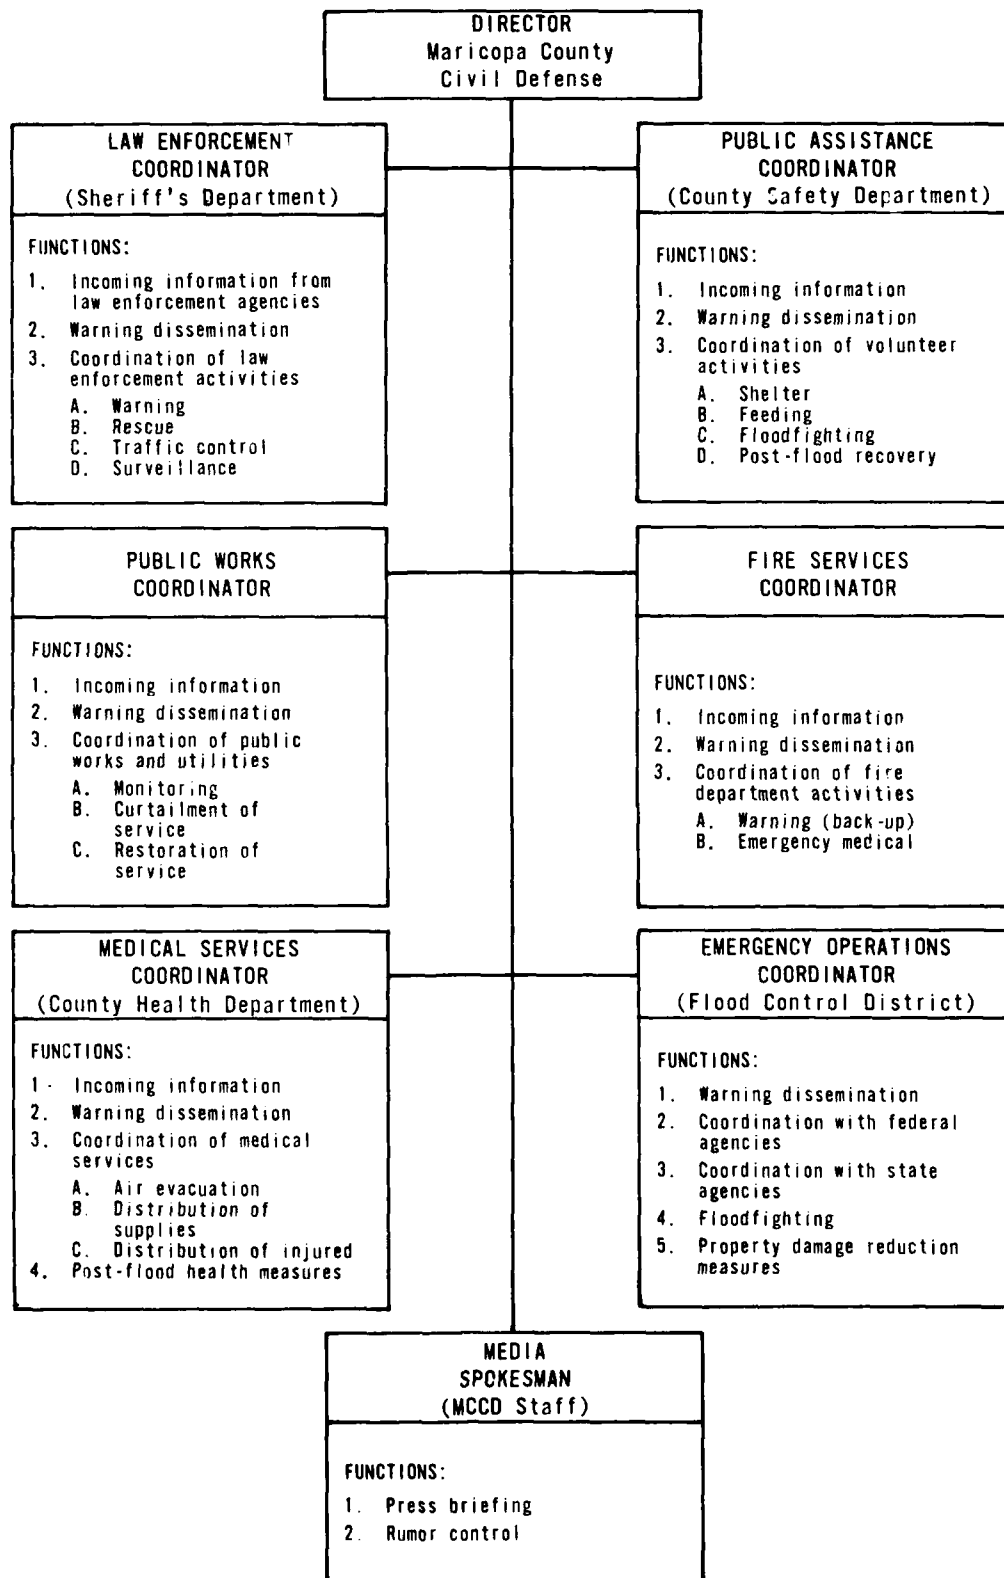 DIRECTOR
Maricopa County
Civil Defense
LAW ENFORCEMENT
COORDINATOR
(Sheriff's Department)
FUNCTIONS:
1. Incoming information from
law enforcement agencies
2. Warning dissemination
3. Coordination of law
enforcement activities
A. Warning
B. Rescue
C. Traffic control
D. Surveillance
PUBLIC ASSISTANCE
COORDINATOR
(County Safety Department)
FUNCTIONS:
1. Incoming information
2. Warning dissemination
3. Coordination of volunteer
activities
A. Shelter
B. Feeding
C. Floodfighting
D. Post-flood recovery
PUBLIC WORKS
COORDINATOR
FUNCTIONS:
1. Incoming information
2. Warning dissemination
3. Coordination of public
works and utilities
A. Monitoring
B. Curtailment of
service
C. Restoration of
service
FIRE SERVICES
COORDINATOR
FUNCTIONS:
1. Incoming information
2. Warning dissemination
3. Coordination of fire
department activities
A. Warning (back-up)
B. Emergency medical
MEDICAL SERVICES
COORDINATOR
(County Health Department)
FUNCTIONS:
1. Incoming information
2. Warning dissemination
3. Coordination of medical
services
A. Air evacuation
B. Distribution of
supplies
C. Distribution of injured
4. Post-flood health measures
EMERGENCY OPERATIONS
COORDINATOR
(Flood Control District)
FUNCTIONS:
1. Warning dissemination
2. Coordination with federal
agencies
3. Coordination with state
agencies
4. Floodfighting
5. Property damage reduction
measures
MEDIA
SPOKESMAN
(MCCD Staff)
FUNCTIONS:
1. Press briefing
2. Rumor control